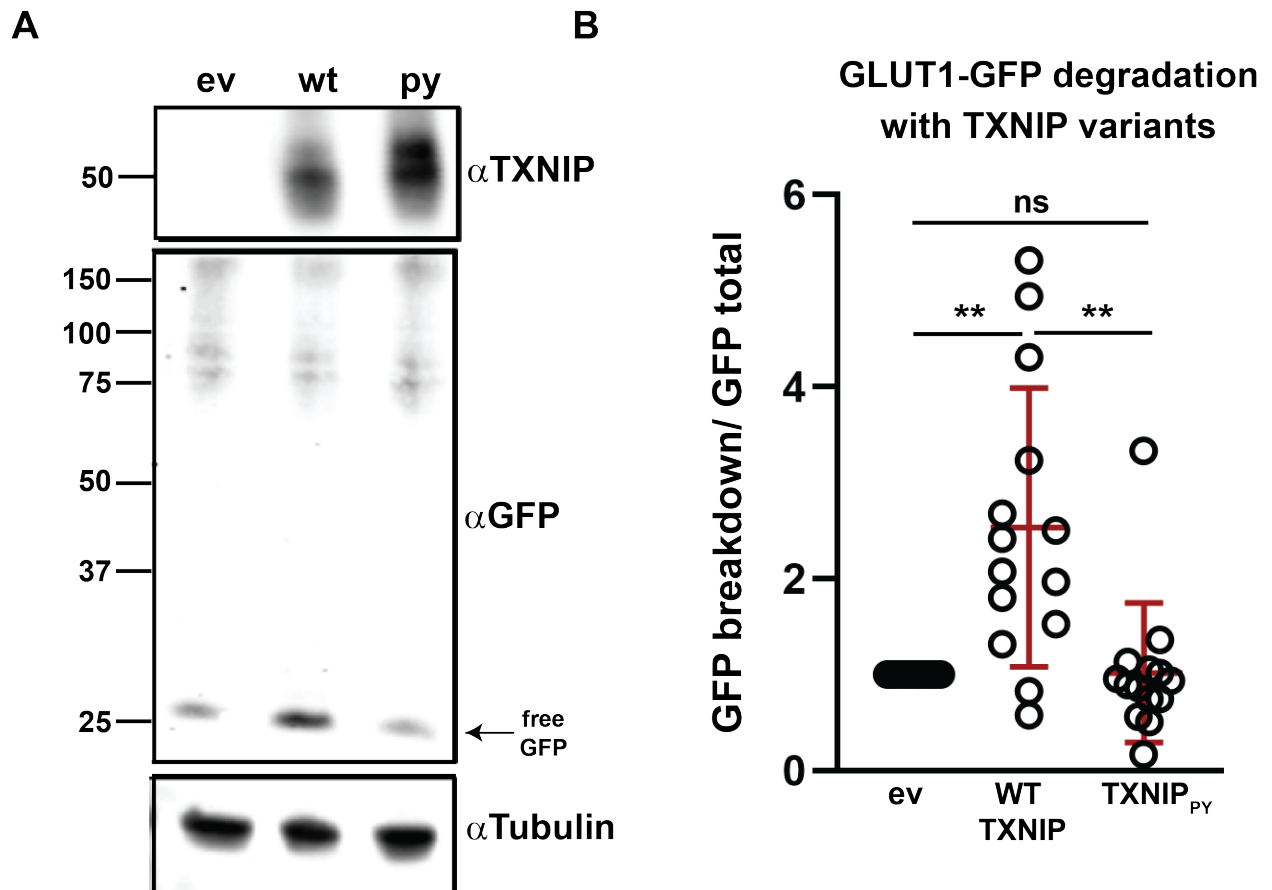 A
ev wt py
50
αTXNIP
150
100
75
50
37
25
αGFP
free
GFP
αTubulin
B
GLUT1-GFP degradation
with TXNIP variants
GFP breakdown/ GFP total
6
4
2
0
ns
** **
ev WT TXNIPPY
TXNIP